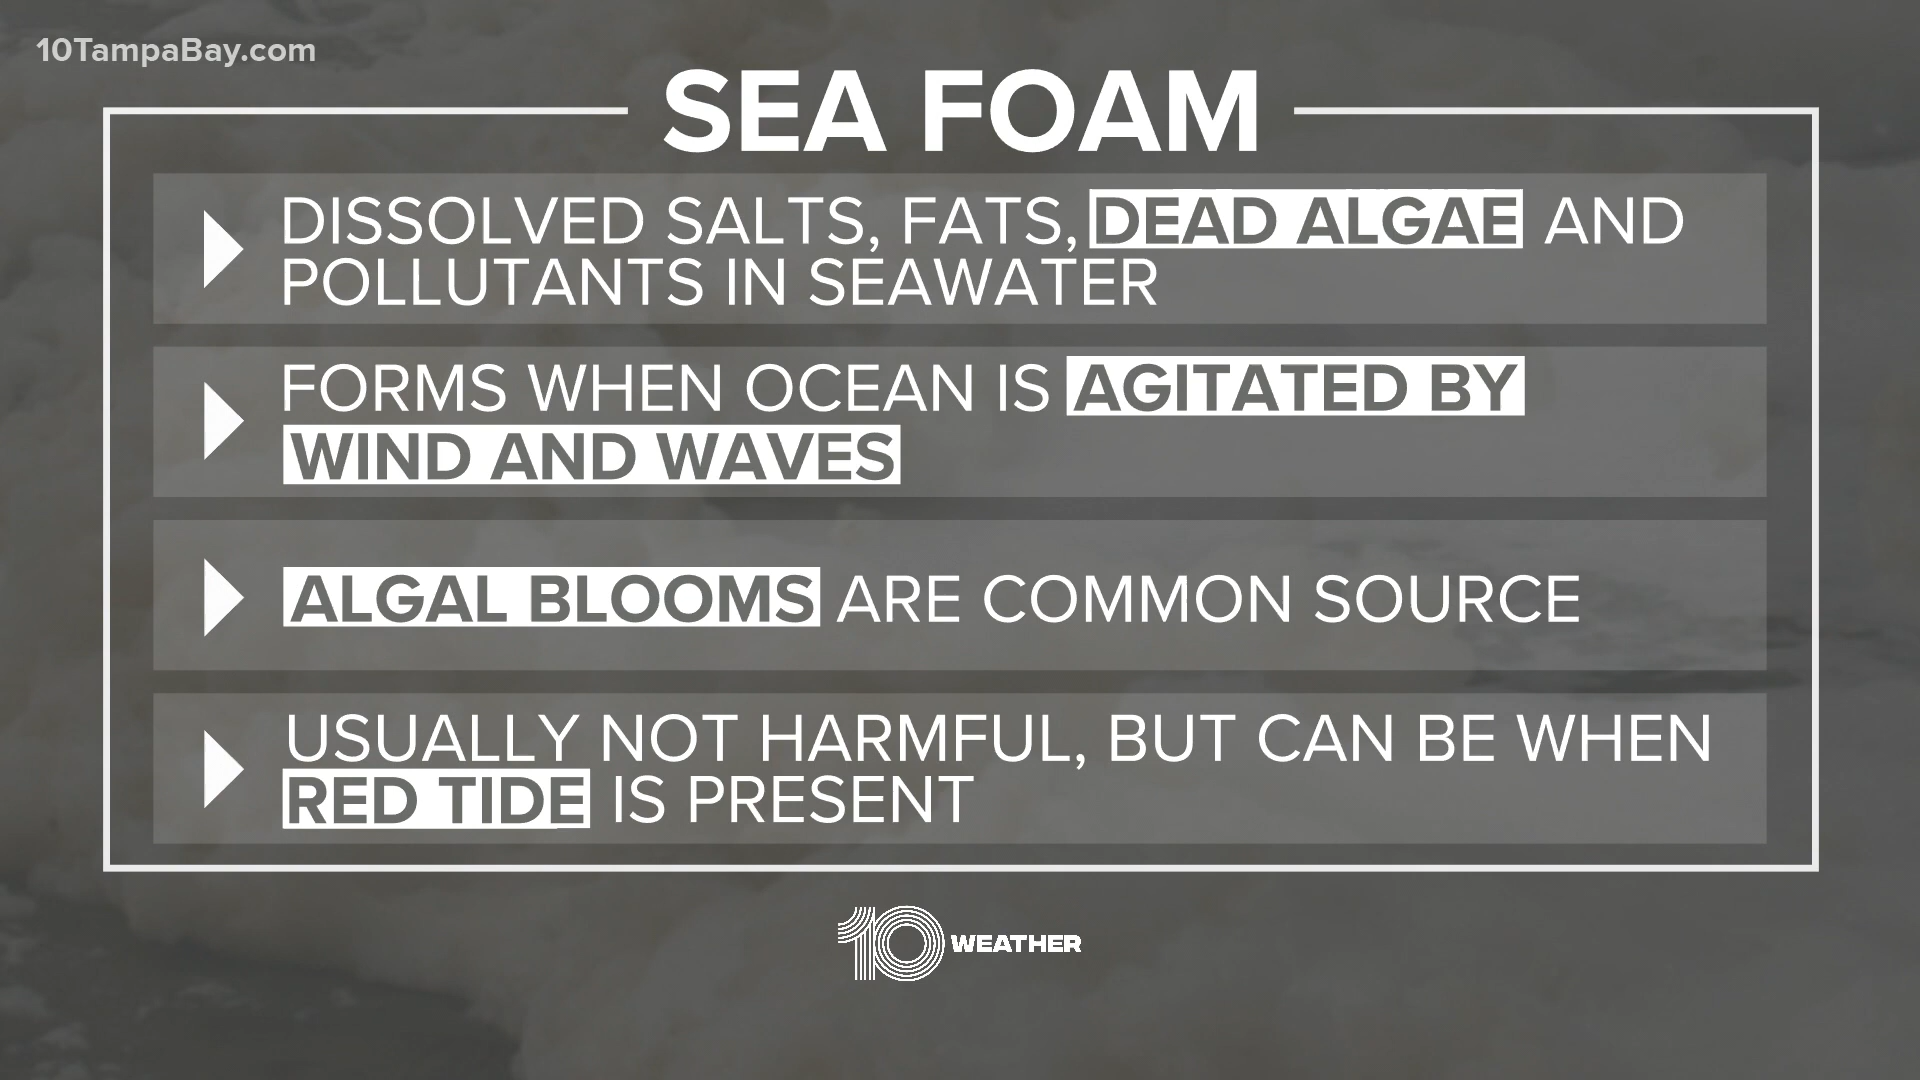 10TampaBay.com
SEA FOAM
DISSOLVED SALTS, FATS, DEAD ALGAE AND
POLLUTANTS IN SEAWATER
FORMS WHEN OCEAN IS AGITATED BY
WIND AND WAVES
ALGAL BLOOMS ARE COMMON SOURCE
USUALLY NOT HARMFUL, BUT CAN BE WHEN
RED TIDE IS PRESENT
10 WEATHER